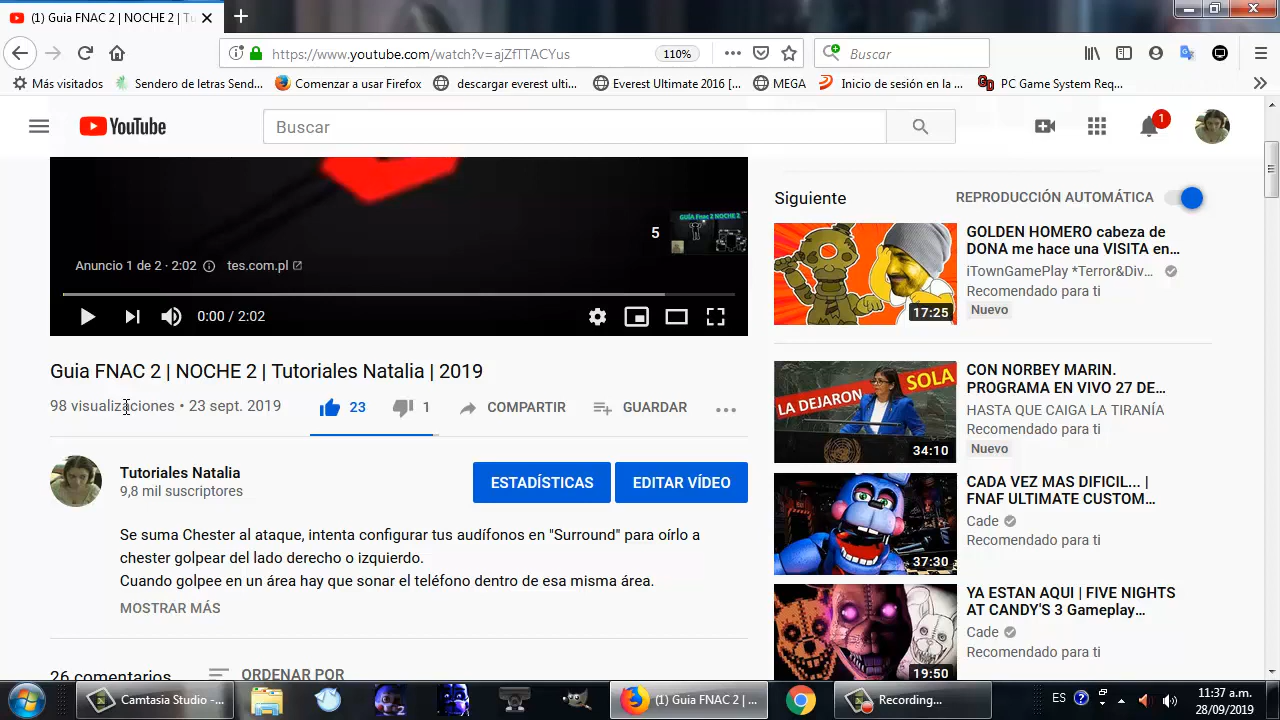 (1) Guia FNAC 2 | NOCHE 2 | Tu
https://www.youtube.com/watch?v=ajZfTTACYus
110%
Buscar
Más visitados
Sendero de letras Send...
Comenzar a usar Firefox
descargar everest ulti...
Everest Ultimate 2016 [...
MEGA
Inicio de sesión en la ...
PC Game System Req...
YouTube
Buscar
1
GUÍA Fnac 2 NOCHE 2
5
Anuncio 1 de 2 · 2:02
tes.com.pl
0:00 / 2:02
Guia FNAC 2 | NOCHE 2 | Tutoriales Natalia | 2019
98 visualizaciones • 23 sept. 2019
23
1
COMPARTIR
GUARDAR
Tutoriales Natalia
9,8 mil suscriptores
ESTADÍSTICAS
EDITAR VÍDEO
Se suma Chester al ataque, intenta configurar tus audífonos en "Surround" para oírlo a
chester golpear del lado derecho o izquierdo.
Cuando golpee en un área hay que sonar el teléfono dentro de esa misma área.
MOSTRAR MÁS
26 comentarios
ORDENAR POR
Siguiente
REPRODUCCIÓN AUTOMÁTICA
17:25
GOLDEN HOMERO cabeza de
DONA me hace una VISITA en...
iTownGamePlay *Terror&Div...
Recomendado para ti
Nuevo
LA DEJARON
SOLA
34:10
CON NORBEY MARIN.
PROGRAMA EN VIVO 27 DE...
HASTA QUE CAIGA LA TIRANÍA
Recomendado para ti
Nuevo
37:30
CADA VEZ MAS DIFICIL... |
FNAF ULTIMATE CUSTOM...
Cade
Recomendado para ti
19:50
YA ESTAN AQUI | FIVE NIGHTS
AT CANDY'S 3 Gameplay...
Cade
Recomendado para ti
Camtasia Studio -...
(1) Guia FNAC 2 | ...
Recording...
ES
11:37 a.m.
28/09/2019